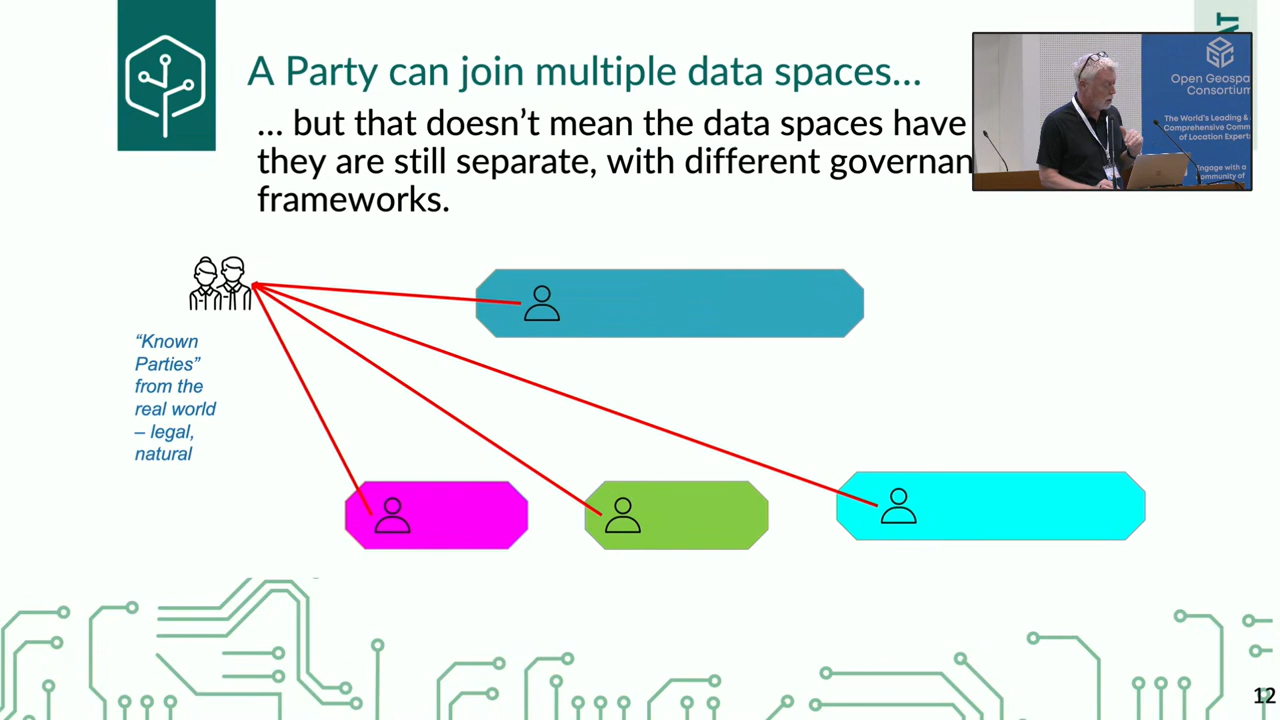 A Party can join multiple data spaces...
... but that doesn't mean the data spaces have
they are still separate, with different governan
frameworks.
"Known
Parties"
from the
real world
– legal,
natural
AT
Open Geospa
Consortium
The World's Leading &
Comprehensive Comm
of Location Expert
Engage with a
community of
12